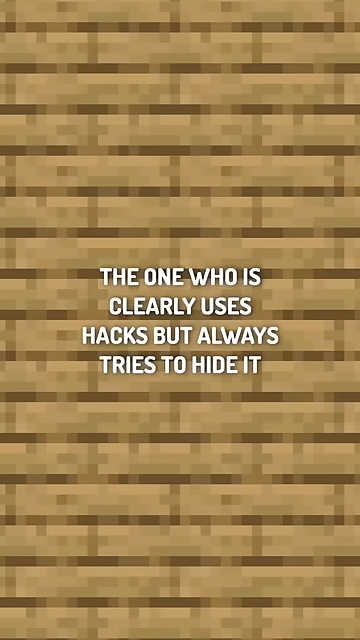 THE ONE WHO IS
CLEARLY USES
HACKS BUT ALWAYS
TRIES TO HIDE IT